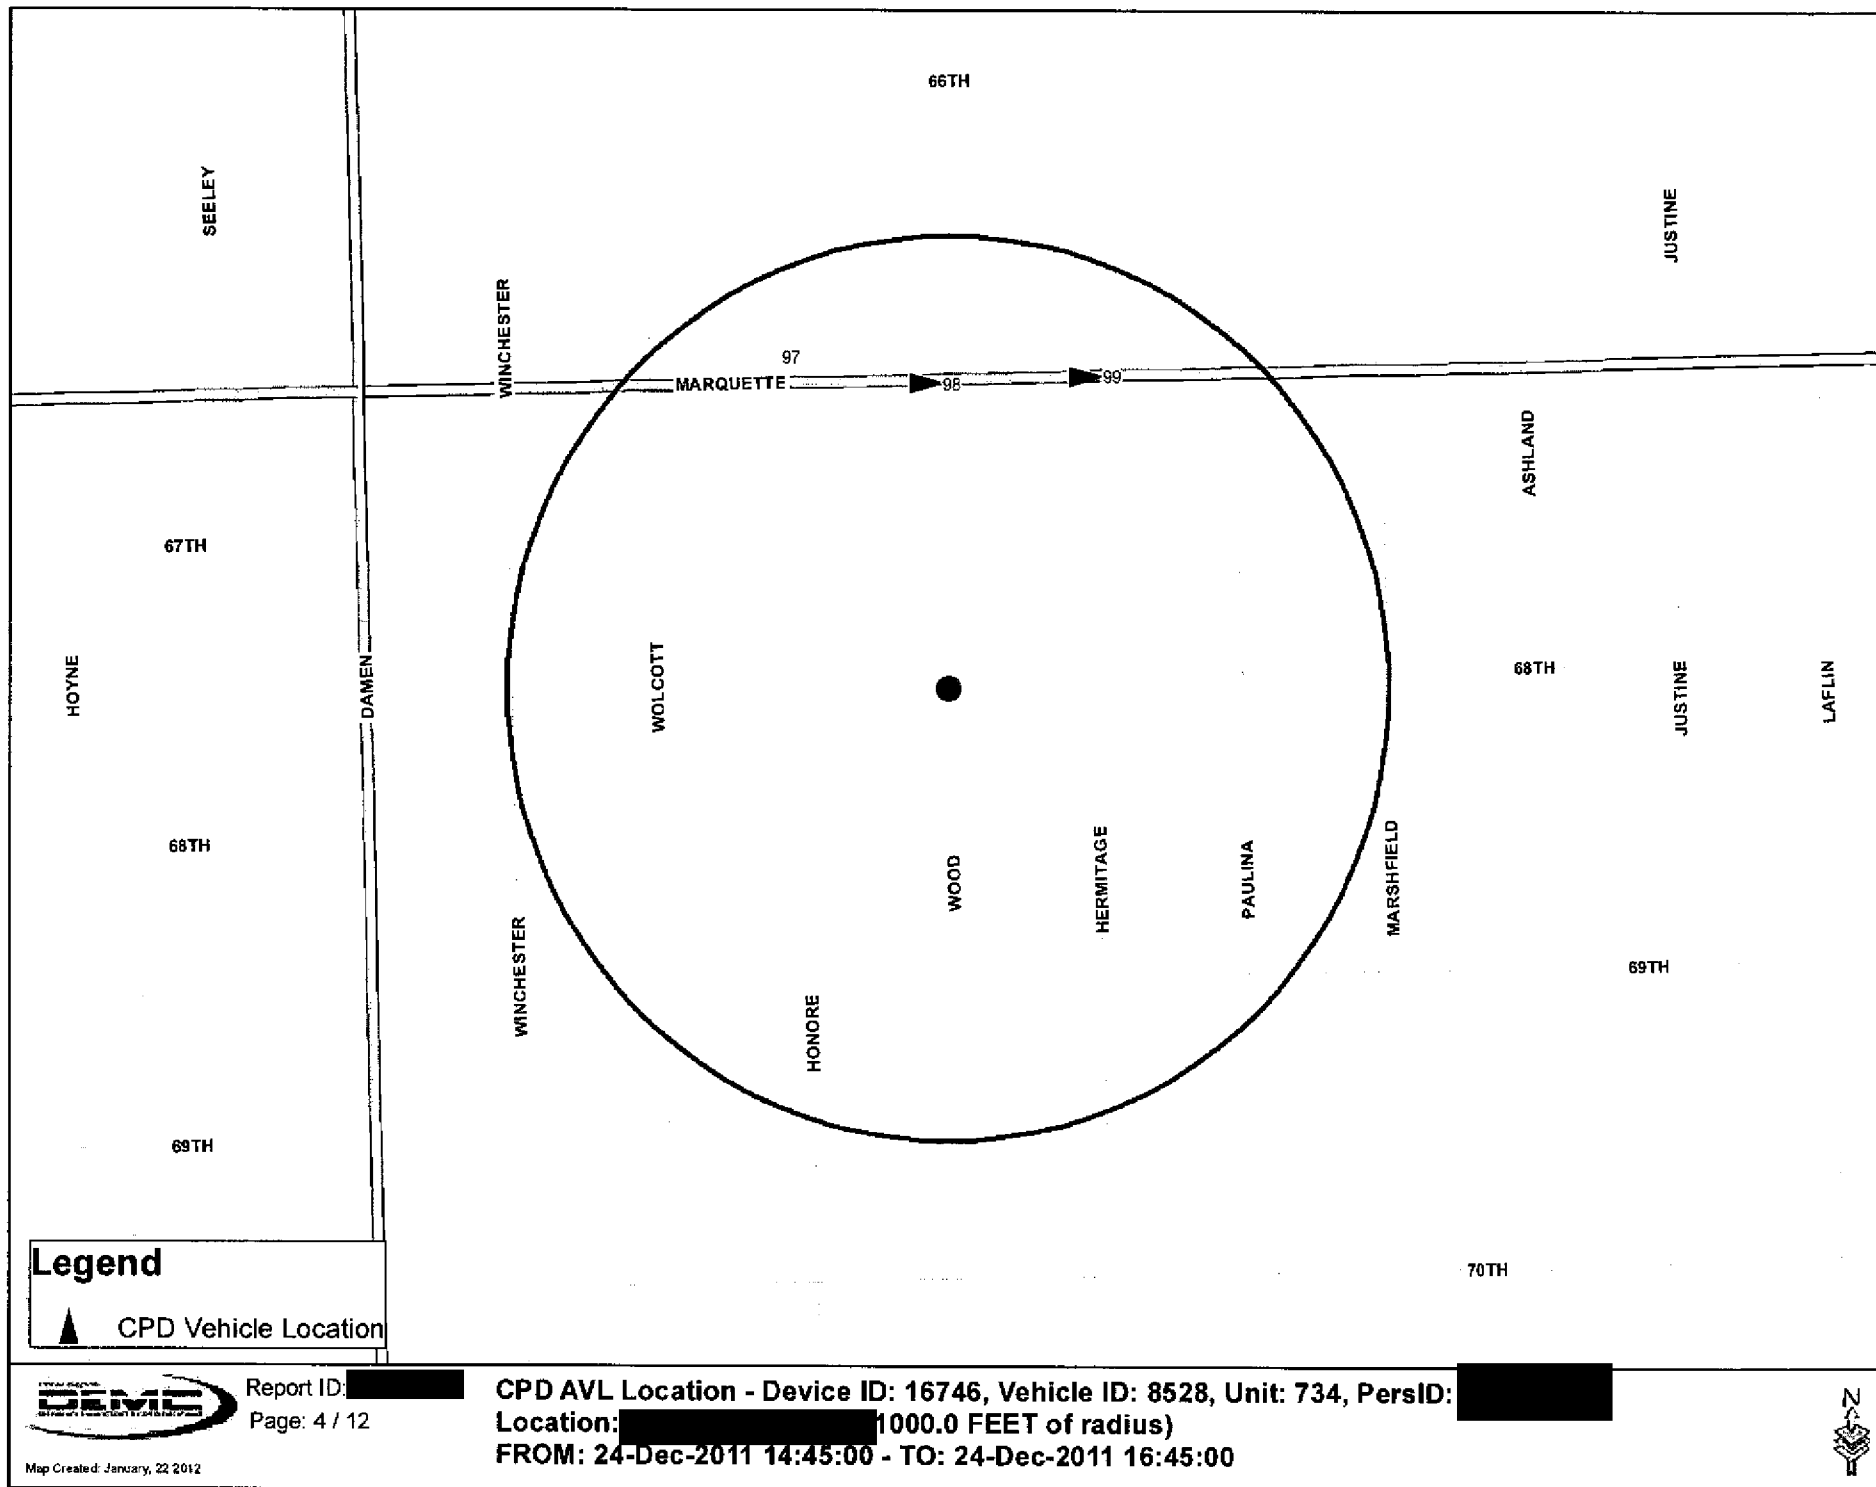 66TH
SEELEY
JUSTINE
WINCHESTER
97
MARQUETTE
98
99
ASHLAND
67TH
HOYNE
DAMEN
WOLCOTT
68TH
JUSTINE
LAFLIN
68TH
WOOD
HERMITAGE
PAULINA
MARSHFIELD
WINCHESTER
69TH
HONORE
69TH
70TH
Legend
CPD Vehicle Location
OEMC
Report ID:
Page: 4 / 12
Map Created: January, 22 2012
CPD AVL Location - Device ID: 16746, Vehicle ID: 8528, Unit: 734, PersID:
Location: 1000.0 FEET of radius)
FROM: 24-Dec-2011 14:45:00 - TO: 24-Dec-2011 16:45:00
N